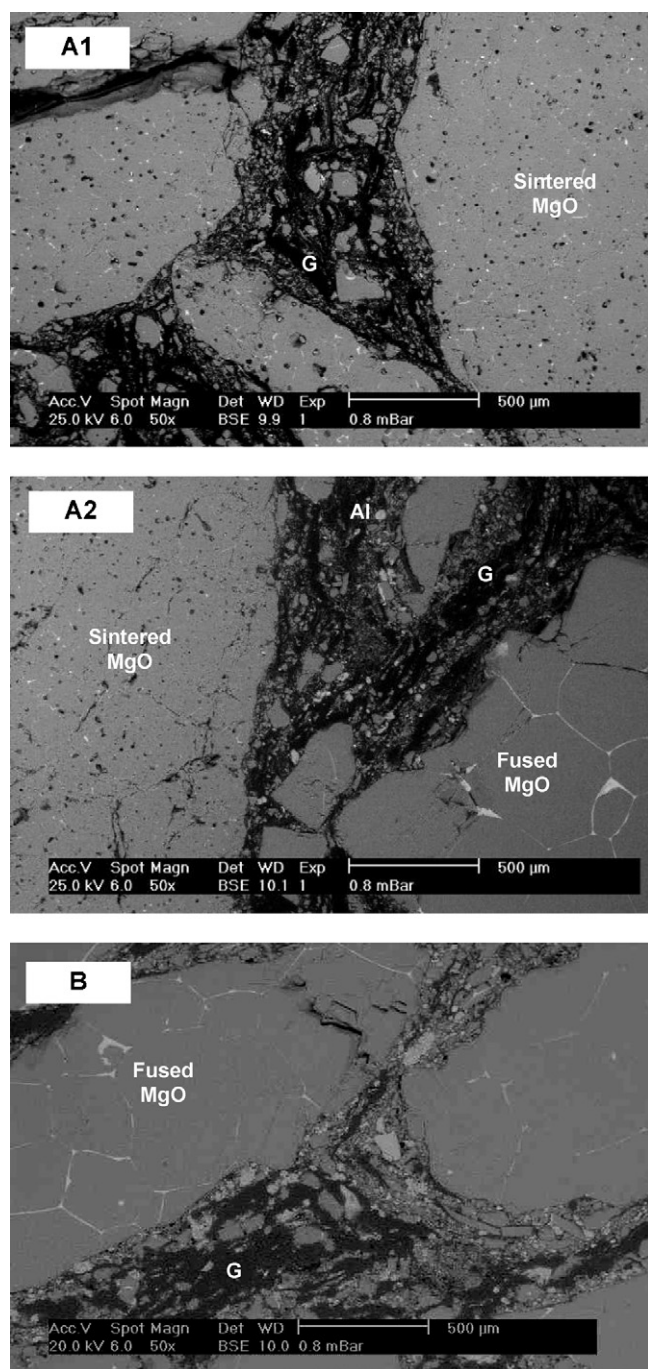 A1
Sintered
MgO
G
Acc.V Spot Magn Det WD Exp 500 μm
25.0 kV 6.0 50x BSE 9.9 1 0.8 mBar
A2
Al
G
Sintered
MgO
Fused
MgO
Acc.V Spot Magn Det WD Exp 500 μm
25.0 kV 6.0 50x BSE 10.1 1 0.8 mBar
B
Fused
MgO
G
Acc.V Spot Magn Det WD Exp 500 μm
20.0 kV 6.0 50x BSE 10.0 0.8 mBar